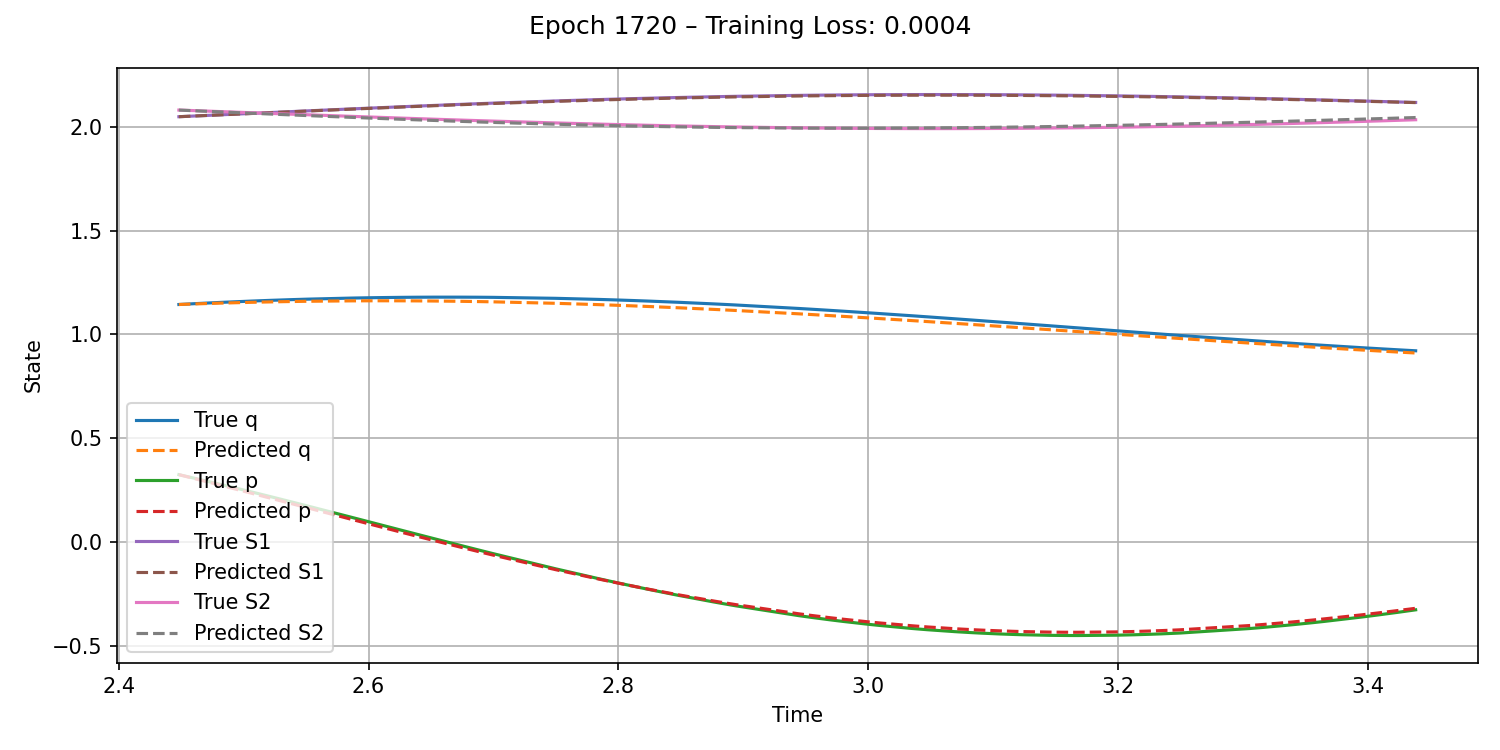 Epoch 1720 – Training Loss: 0.0004
2.0
1.5
1.0
0.5
0.0
−0.5
State
True q
Predicted q
True p
Predicted p
True S1
Predicted S1
True S2
Predicted S2
2.4 2.6 2.8 3.0 3.2 3.4
Time